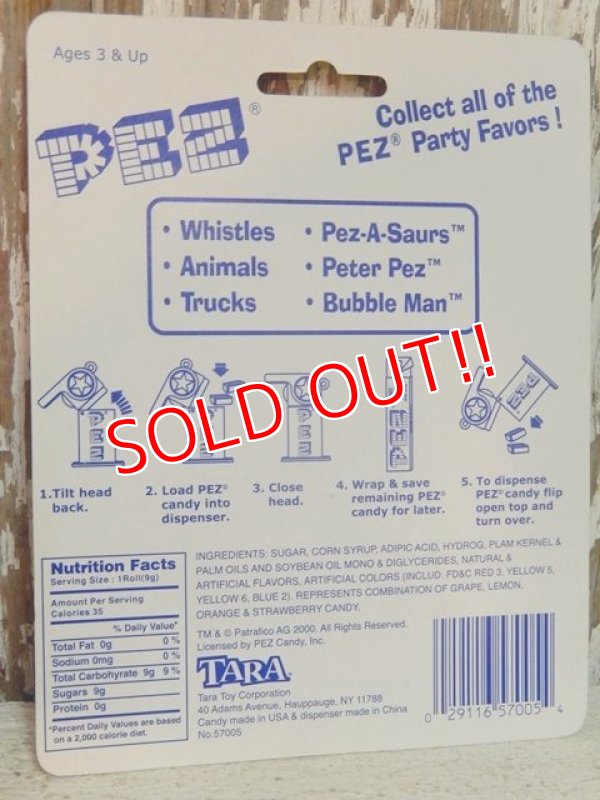 Ages 3 & Up
PEZ®
Collect all of the
PEZ® Party Favors!
• Whistles
• Animals
• Trucks
• Pez-A-Saurs™
• Peter Pez™
• Bubble Man™
SOLD OUT!!
PEZ
PEZ
PEZ
PEZ
1.Tilt head
back.
2. Load PEZ®
candy into
dispenser.
3. Close
head.
4. Wrap & save
remaining PEZ®
candy for later.
5. To dispense
PEZ® candy flip
open top and
turn over.
Nutrition Facts
Serving Size : 1Roll(9g)
Amount Per Serving
Calories 35
% Daily Value*
Total Fat 0g 0%
Sodium 0mg 0%
Total Carbohyrate 9g 9%
Sugars 9g
Protein 0g
*Percent Daily Values are based
on a 2,000 calorie diet.
INGREDIENTS: SUGAR, CORN SYRUP, ADIPIC ACID, HYDROG, PLAM KERNEL &
PALM OILS AND SOYBEAN OIL MONO & DIGLYCERIDES, NATURAL &
ARTIFICIAL FLAVORS, ARTIFICIAL COLORS (INCLUD. FD&C RED 3, YELLOW 5,
YELLOW 6, BLUE 2). REPRESENTS COMBINATION OF GRAPE, LEMON,
ORANGE & STRAWBERRY CANDY.
TM & © Patrafico AG 2000. All Rights Reserved.
Licensed by PEZ Candy, Inc.
TARA
Tara Toy Corporation
40 Adams Avenue, Hauppauge, NY 11788
Candy made in USA & dispenser made in China
No.57005
0 29116 57005 4